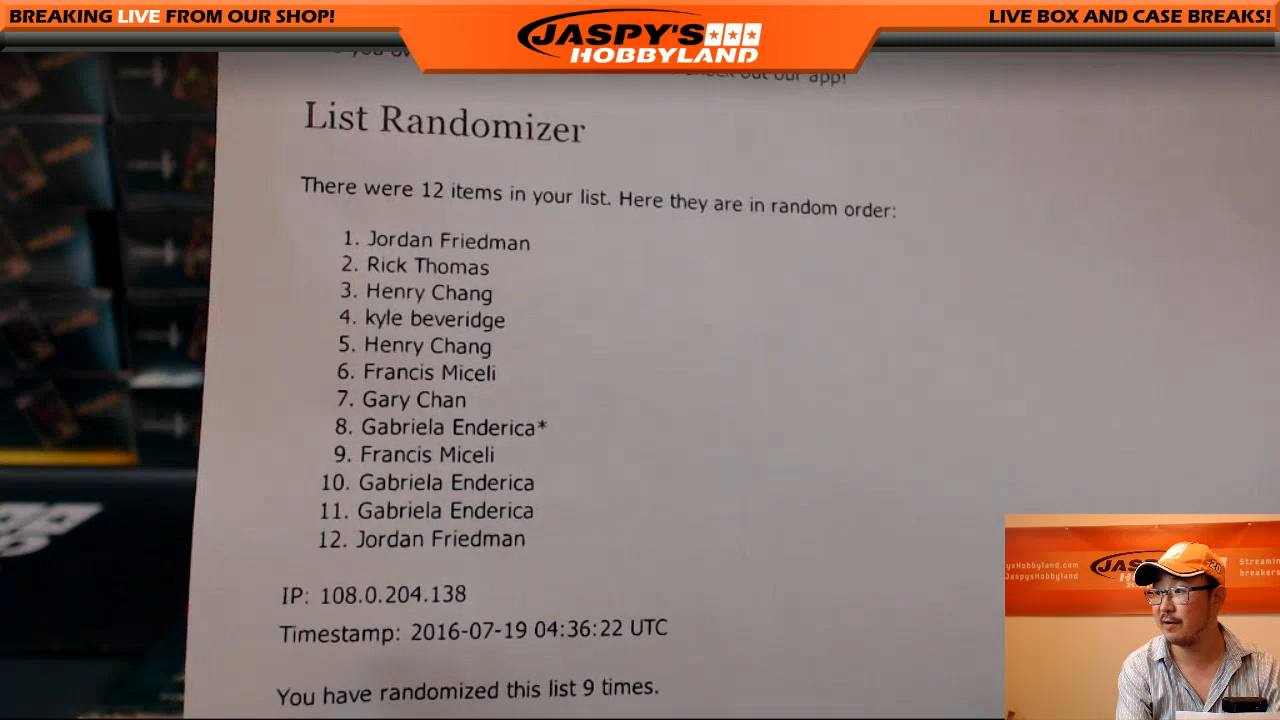 BREAKING LIVE FROM OUR SHOP!
JASPY'S
HOBBYLAND
LIVE BOX AND CASE BREAKS!
check out our app!
List Randomizer
There were 12 items in your list. Here they are in random order:
1. Jordan Friedman
2. Rick Thomas
3. Henry Chang
4. kyle beveridge
5. Henry Chang
6. Francis Miceli
7. Gary Chan
8. Gabriela Enderica*
9. Francis Miceli
10. Gabriela Enderica
11. Gabriela Enderica
12. Jordan Friedman
IP: 108.0.204.138
Timestamp: 2016-07-19 04:36:22 UTC
You have randomized this list 9 times.